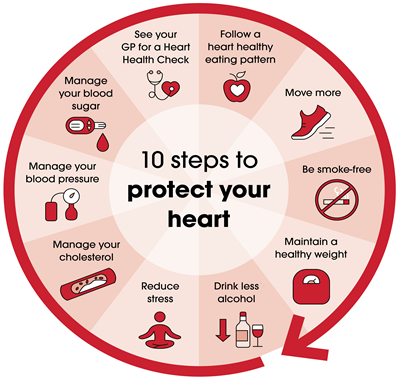 10 steps to
protect your
heart
Follow a
heart healthy
eating pattern
Move more
Be smoke-free
Maintain a
healthy weight
Drink less
alcohol
Reduce
stress
Manage your
cholesterol
Manage your
blood pressure
Manage
your blood
sugar
See your
GP for a Heart
Health Check